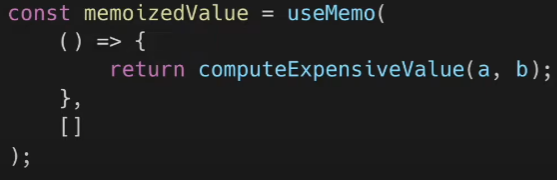 const memoizedValue = useMemo(
    () => {
        return computeExpensiveValue(a, b);
    },
    []
);